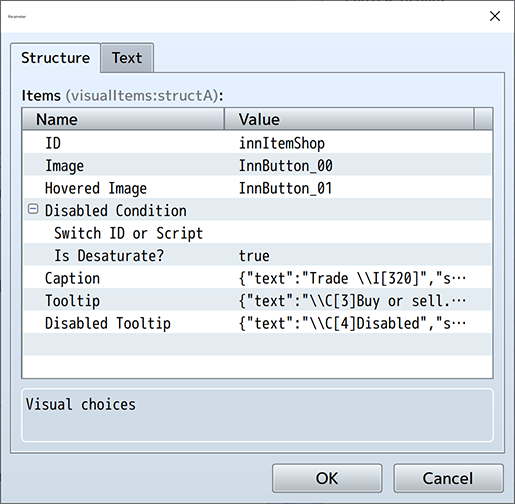 Parameter
Structure Text
Items (visualItems:structA):
Name Value
ID innItemShop
Image InnButton_00
Hovered Image InnButton_01
Disabled Condition
Switch ID or Script
Is Desaturate? true
Caption {"text":"Trade \\I[320]","s…
Tooltip {"text":"\\C[3]Buy or sell.…
Disabled Tooltip {"text":"\\C[4]Disabled","s…
Visual choices
OK Cancel